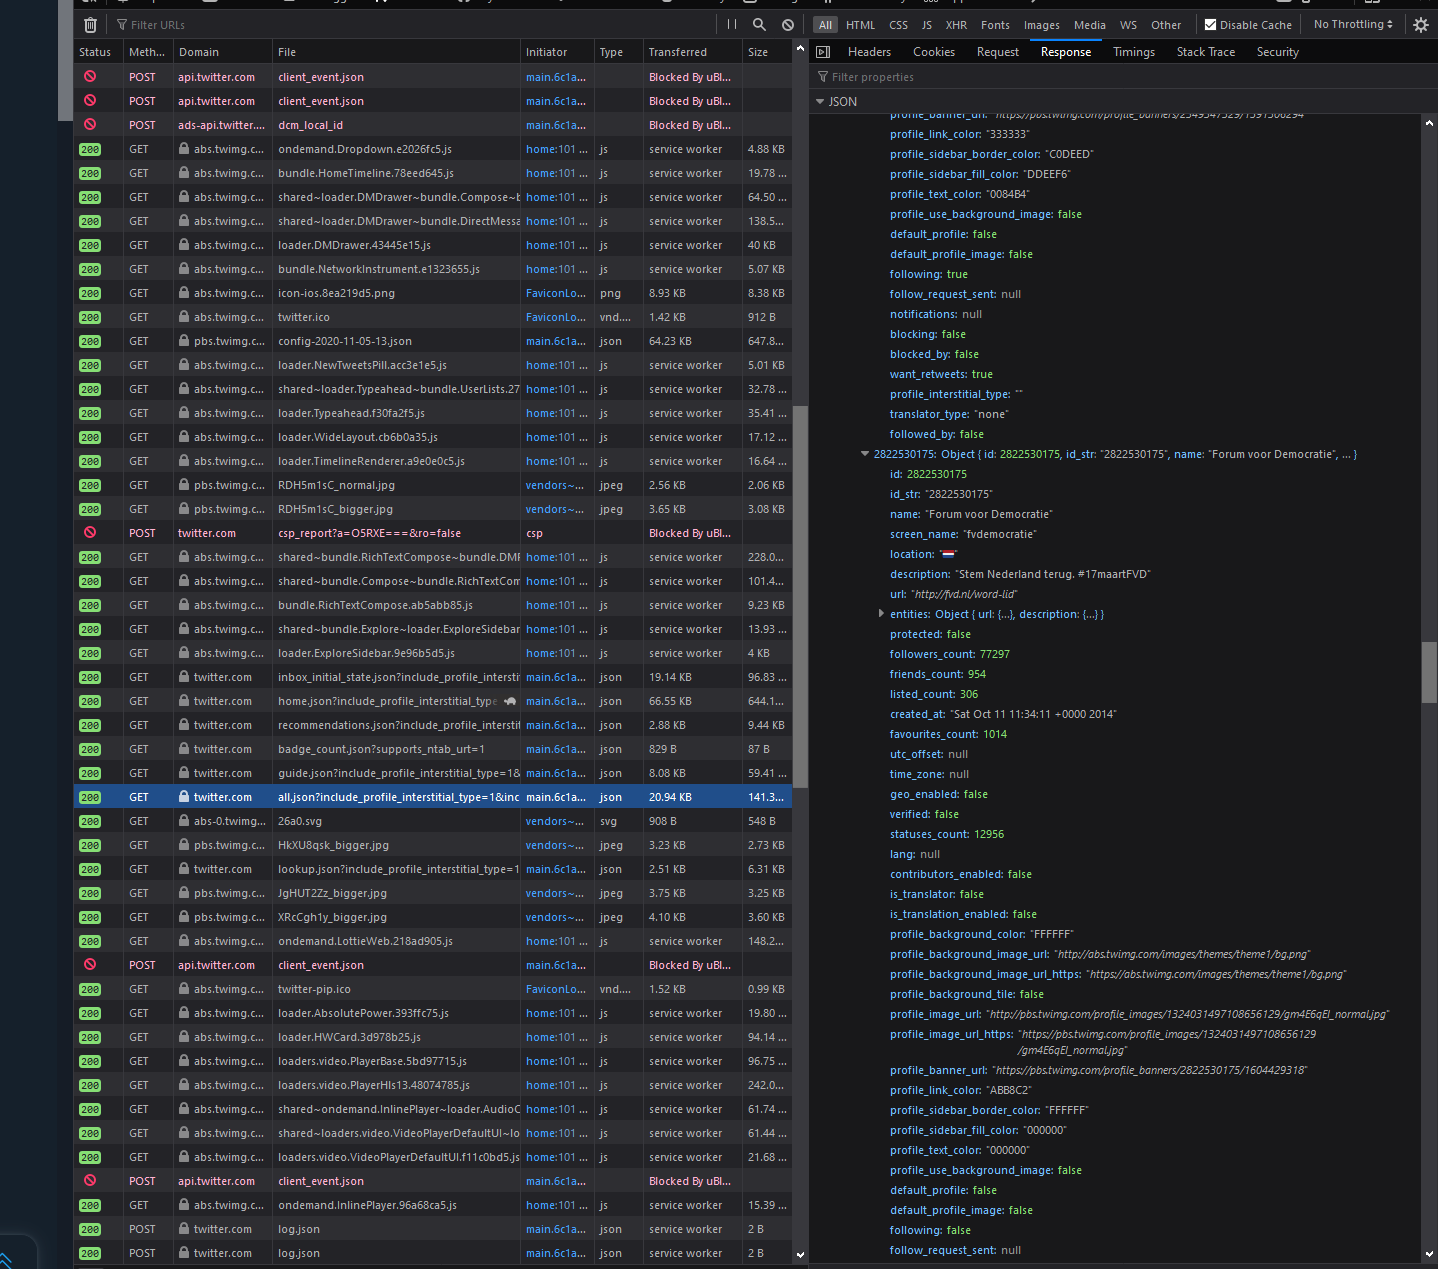 Filter URLs
All HTML CSS JS XHR Fonts Images Media WS Other Disable Cache No Throttling
Status Meth... Domain File Initiator Type Transferred Size
POST api.twitter.com client_event.json main.6c1a... Blocked By uBl...
POST api.twitter.com client_event.json main.6c1a... Blocked By uBl...
POST ads-api.twitter.... dcm_local_id main.6c1a... Blocked By uBl...
200 GET abs.twimg.c... ondemand.Dropdown.e2026fc5.js home:101 ... js service worker 4.88 KB
200 GET abs.twimg.c... bundle.HomeTimeline.78eed645.js home:101 ... js service worker 19.78 ...
200 GET abs.twimg.c... shared~loader.DMDrawer~bundle.Compose~b home:101 ... js service worker 64.50 ...
200 GET abs.twimg.c... shared~loader.DMDrawer~bundle.DirectMessa home:101 ... js service worker 138.5...
200 GET abs.twimg.c... loader.DMDrawer.43445e15.js home:101 ... js service worker 40 KB
200 GET abs.twimg.c... bundle.NetworkInstrument.e1323655.js home:101 ... js service worker 5.07 KB
200 GET abs.twimg.c... icon-ios.8ea219d5.png FaviconLo... png 8.93 KB 8.38 KB
200 GET abs.twimg.c... twitter.ico FaviconLo... vnd.... 1.42 KB 912 B
200 GET pbs.twimg.c... config-2020-11-05-13.json main.6c1a... json 64.23 KB 647.8...
200 GET abs.twimg.c... loader.NewTweetsPill.acc3e1e5.js home:101 ... js service worker 5.01 KB
200 GET abs.twimg.c... shared~loader.Typeahead~bundle.UserLists.27 home:101 ... js service worker 32.78 ...
200 GET abs.twimg.c... loader.Typeahead.f30fa2f5.js home:101 ... js service worker 35.41 ...
200 GET abs.twimg.c... loader.WideLayout.cb6b0a35.js home:101 ... js service worker 17.12 ...
200 GET abs.twimg.c... loader.TimelineRenderer.a9e0e0c5.js home:101 ... js service worker 16.64 ...
200 GET pbs.twimg.c... RDH5m1sC_normal.jpg vendors~... jpeg 2.56 KB 2.06 KB
200 GET pbs.twimg.c... RDH5m1sC_bigger.jpg vendors~... jpeg 3.65 KB 3.08 KB
POST twitter.com csp_report?a=O5RXE===&ro=false csp Blocked By uBl...
200 GET abs.twimg.c... shared~bundle.RichTextCompose~bundle.DMF home:101 ... js service worker 228.0...
200 GET abs.twimg.c... shared~bundle.Compose~bundle.RichTextCom home:101 ... js service worker 101.4...
200 GET abs.twimg.c... bundle.RichTextCompose.ab5abb85.js home:101 ... js service worker 9.23 KB
200 GET abs.twimg.c... shared~bundle.Explore~loader.ExploreSidebar home:101 ... js service worker 13.93 ...
200 GET abs.twimg.c... loader.ExploreSidebar.9e96b5d5.js home:101 ... js service worker 4 KB
200 GET twitter.com inbox_initial_state.json?include_profile_interstit main.6c1a... json 19.14 KB 96.83 ...
200 GET twitter.com home.json?include_profile_interstitial_type main.6c1a... json 66.55 KB 644.1...
200 GET twitter.com recommendations.json?include_profile_interstit main.6c1a... json 2.88 KB 9.44 KB
200 GET twitter.com badge_count.json?supports_ntab_urt=1 main.6c1a... json 829 B 87 B
200 GET twitter.com guide.json?include_profile_interstitial_type=1& main.6c1a... json 8.08 KB 59.41 ...
200 GET twitter.com all.json?include_profile_interstitial_type=1&inc main.6c1a... json 20.94 KB 141.3...
200 GET abs-0.twimg... 26a0.svg vendors~... svg 908 B 548 B
200 GET pbs.twimg.c... HkXU8qsk_bigger.jpg vendors~... jpeg 3.23 KB 2.73 KB
200 GET twitter.com lookup.json?include_profile_interstitial_type=1 main.6c1a... json 2.51 KB 6.31 KB
200 GET pbs.twimg.c... JgHUT2Zz_bigger.jpg vendors~... jpeg 3.75 KB 3.25 KB
200 GET pbs.twimg.c... XRcCgh1y_bigger.jpg vendors~... jpeg 4.10 KB 3.60 KB
200 GET abs.twimg.c... ondemand.LottieWeb.218ad905.js home:101 ... js service worker 148.2...
POST api.twitter.com client_event.json main.6c1a... Blocked By uBl...
200 GET abs.twimg.c... twitter-pip.ico FaviconLo... vnd.... 1.52 KB 0.99 KB
200 GET abs.twimg.c... loader.AbsolutePower.393ffc75.js home:101 ... js service worker 19.80 ...
200 GET abs.twimg.c... loader.HWCard.3d978b25.js home:101 ... js service worker 94.14 ...
200 GET abs.twimg.c... loaders.video.PlayerBase.5bd97715.js home:101 ... js service worker 96.75 ...
200 GET abs.twimg.c... loaders.video.PlayerHls13.48074785.js home:101 ... js service worker 242.0...
200 GET abs.twimg.c... shared~ondemand.InlinePlayer~loader.AudioC home:101 ... js service worker 61.74 ...
200 GET abs.twimg.c... shared~loaders.video.VideoPlayerDefaultUI~lo home:101 ... js service worker 61.44 ...
200 GET abs.twimg.c... loaders.video.VideoPlayerDefaultUI.f11c0bd5.js home:101 ... js service worker 21.68 ...
POST api.twitter.com client_event.json main.6c1a... Blocked By uBl...
200 GET abs.twimg.c... ondemand.InlinePlayer.96a68ca5.js home:101 ... js service worker 15.39 ...
200 POST twitter.com log.json main.6c1a... json service worker 2 B
200 POST twitter.com log.json main.6c1a... json service worker 2 B
Headers Cookies Request Response Timings Stack Trace Security
Filter properties
JSON
profile_banner_url: "https://pbs.twimg.com/profile_banners/2349347329/1591306294"
profile_link_color: "333333"
profile_sidebar_border_color: "C0DEED"
profile_sidebar_fill_color: "DDEEF6"
profile_text_color: "0084B4"
profile_use_background_image: false
default_profile: false
default_profile_image: false
following: true
follow_request_sent: null
notifications: null
blocking: false
blocked_by: false
want_retweets: true
profile_interstitial_type: ""
translator_type: "none"
followed_by: false
2822530175: Object { id: 2822530175, id_str: "2822530175", name: "Forum voor Democratie", ... }
id: 2822530175
id_str: "2822530175"
name: "Forum voor Democratie"
screen_name: "fvdemocratie"
location: "🇳🇱"
description: "Stem Nederland terug. #17maartFVD"
url: "http://fvd.nl/word-lid"
entities: Object { url: {...}, description: {...} }
protected: false
followers_count: 77297
friends_count: 954
listed_count: 306
created_at: "Sat Oct 11 11:34:11 +0000 2014"
favourites_count: 1014
utc_offset: null
time_zone: null
geo_enabled: false
verified: false
statuses_count: 12956
lang: null
contributors_enabled: false
is_translator: false
is_translation_enabled: false
profile_background_color: "FFFFFF"
profile_background_image_url: "http://abs.twimg.com/images/themes/theme1/bg.png"
profile_background_image_url_https: "https://abs.twimg.com/images/themes/theme1/bg.png"
profile_background_tile: false
profile_image_url: "http://pbs.twimg.com/profile_images/1324031497108656129/gm4E6qEI_normal.jpg"
profile_image_url_https: "https://pbs.twimg.com/profile_images/1324031497108656129
/gm4E6qEI_normal.jpg"
profile_banner_url: "https://pbs.twimg.com/profile_banners/2822530175/1604429318"
profile_link_color: "ABB8C2"
profile_sidebar_border_color: "FFFFFF"
profile_sidebar_fill_color: "000000"
profile_text_color: "000000"
profile_use_background_image: false
default_profile: false
default_profile_image: false
following: false
follow_request_sent: null